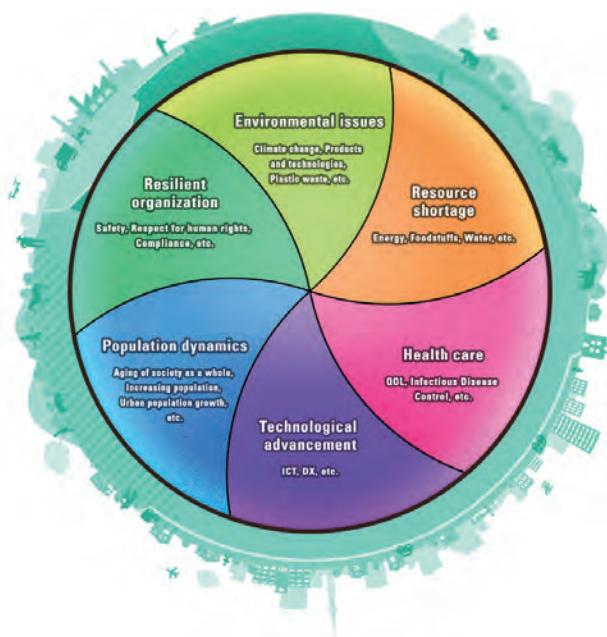 Environmental issues
Climate change, Products
and technologies,
Plastic waste, etc.
Resource
shortage
Energy, Foodstuffs, Water, etc.
Health care
QOL, Infectious Disease
Control, etc.
Technological
advancement
ICT, DX, etc.
Population dynamics
Aging of society as a whole,
Increasing population,
Urban population growth,
etc.
Resilient
organization
Safety, Respect for human rights,
Compliance, etc.